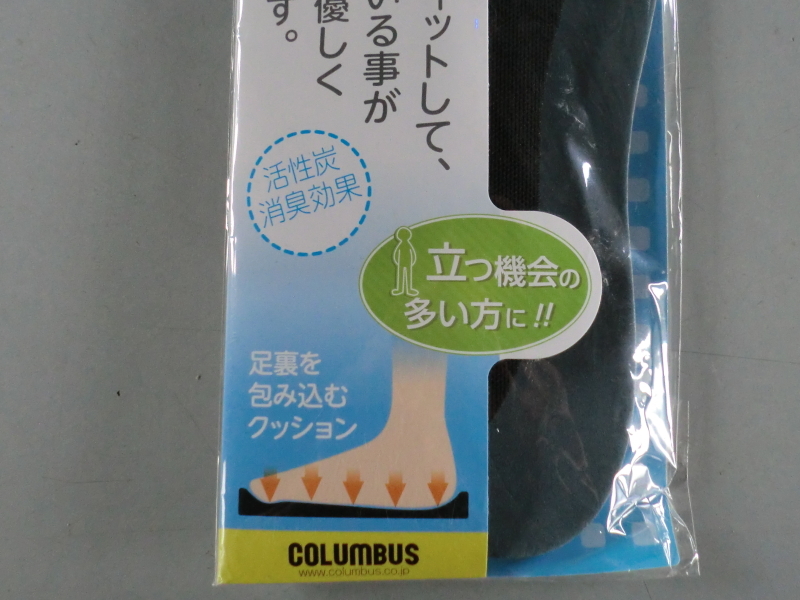 ィットして、
いる事が
優しく
す。
活性炭
消臭効果
立つ機会の
多い方に!!
足裏を
包み込む
クッション
COLUMBUS
www.columbus.co.jp